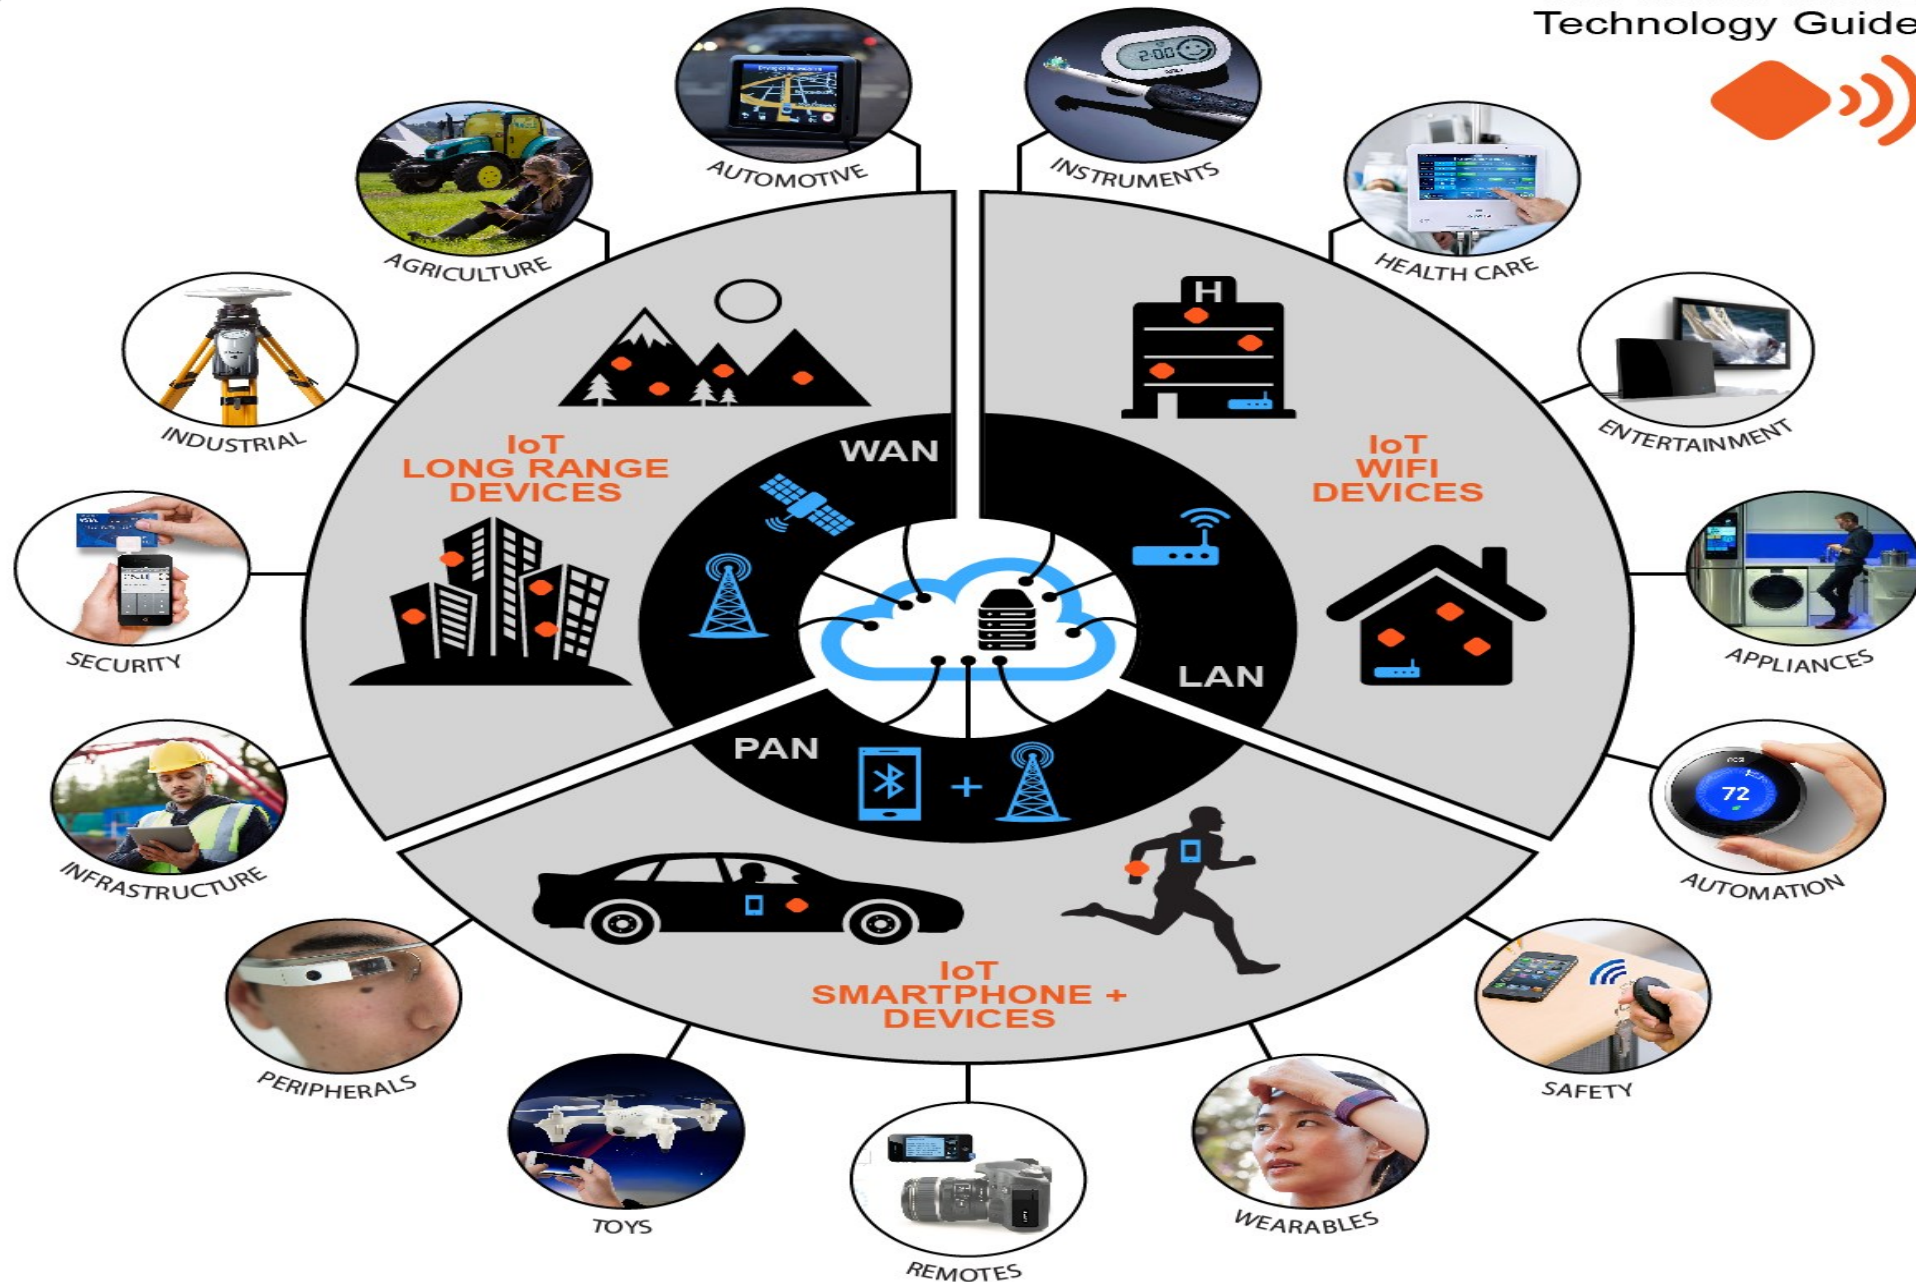 Technology Guide
AUTOMOTIVE
INSTRUMENTS
2:00
AGRICULTURE
HEALTH CARE
INDUSTRIAL
ENTERTAINMENT
SECURITY
APPLIANCES
INFRASTRUCTURE
AUTOMATION
72
PERIPHERALS
SAFETY
TOYS
WEARABLES
REMOTES
H
IoT
LONG RANGE
DEVICES
WAN
IoT
WIFI
DEVICES
LAN
PAN
+
IoT
SMARTPHONE +
DEVICES